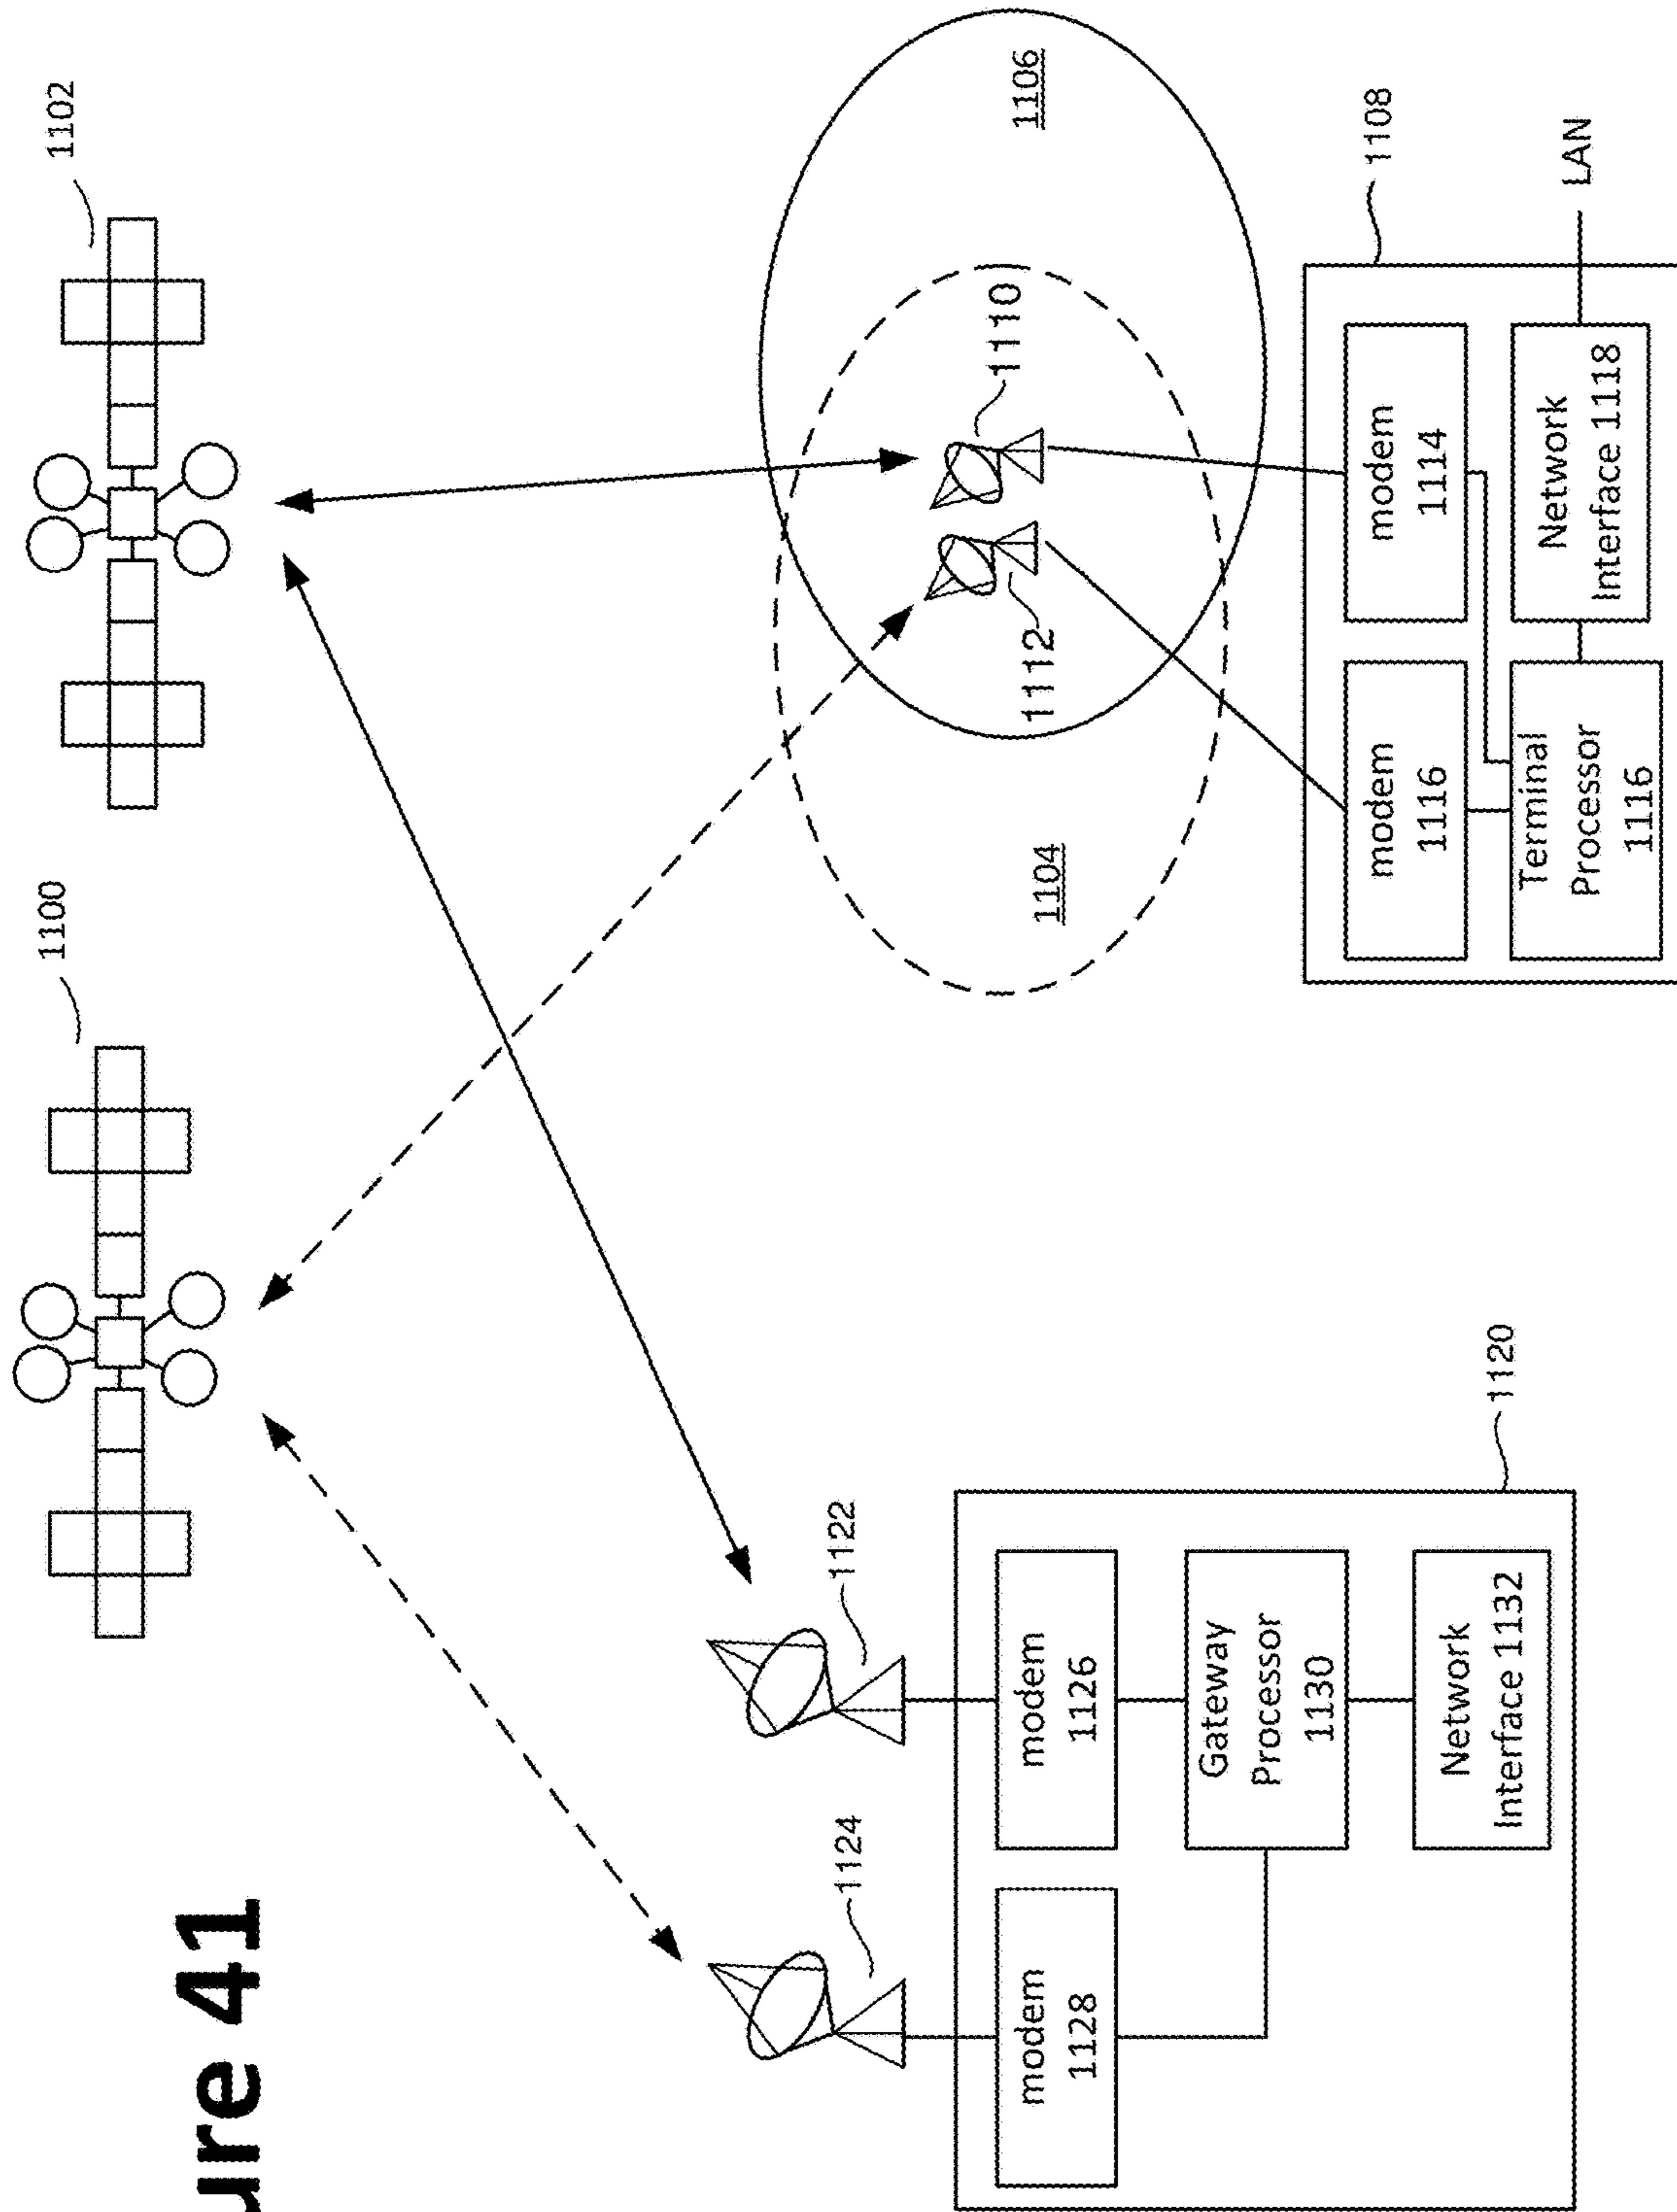 1100
1102
ure 41
1104
1106
1112
1110
1124
1122
modem
1128
modem
1126
Gateway
Processor
1130
Network
Interface 1132
1120
modem
1116
modem
1114
Terminal
Processor
1116
Network
Interface 1118
1108
LAN